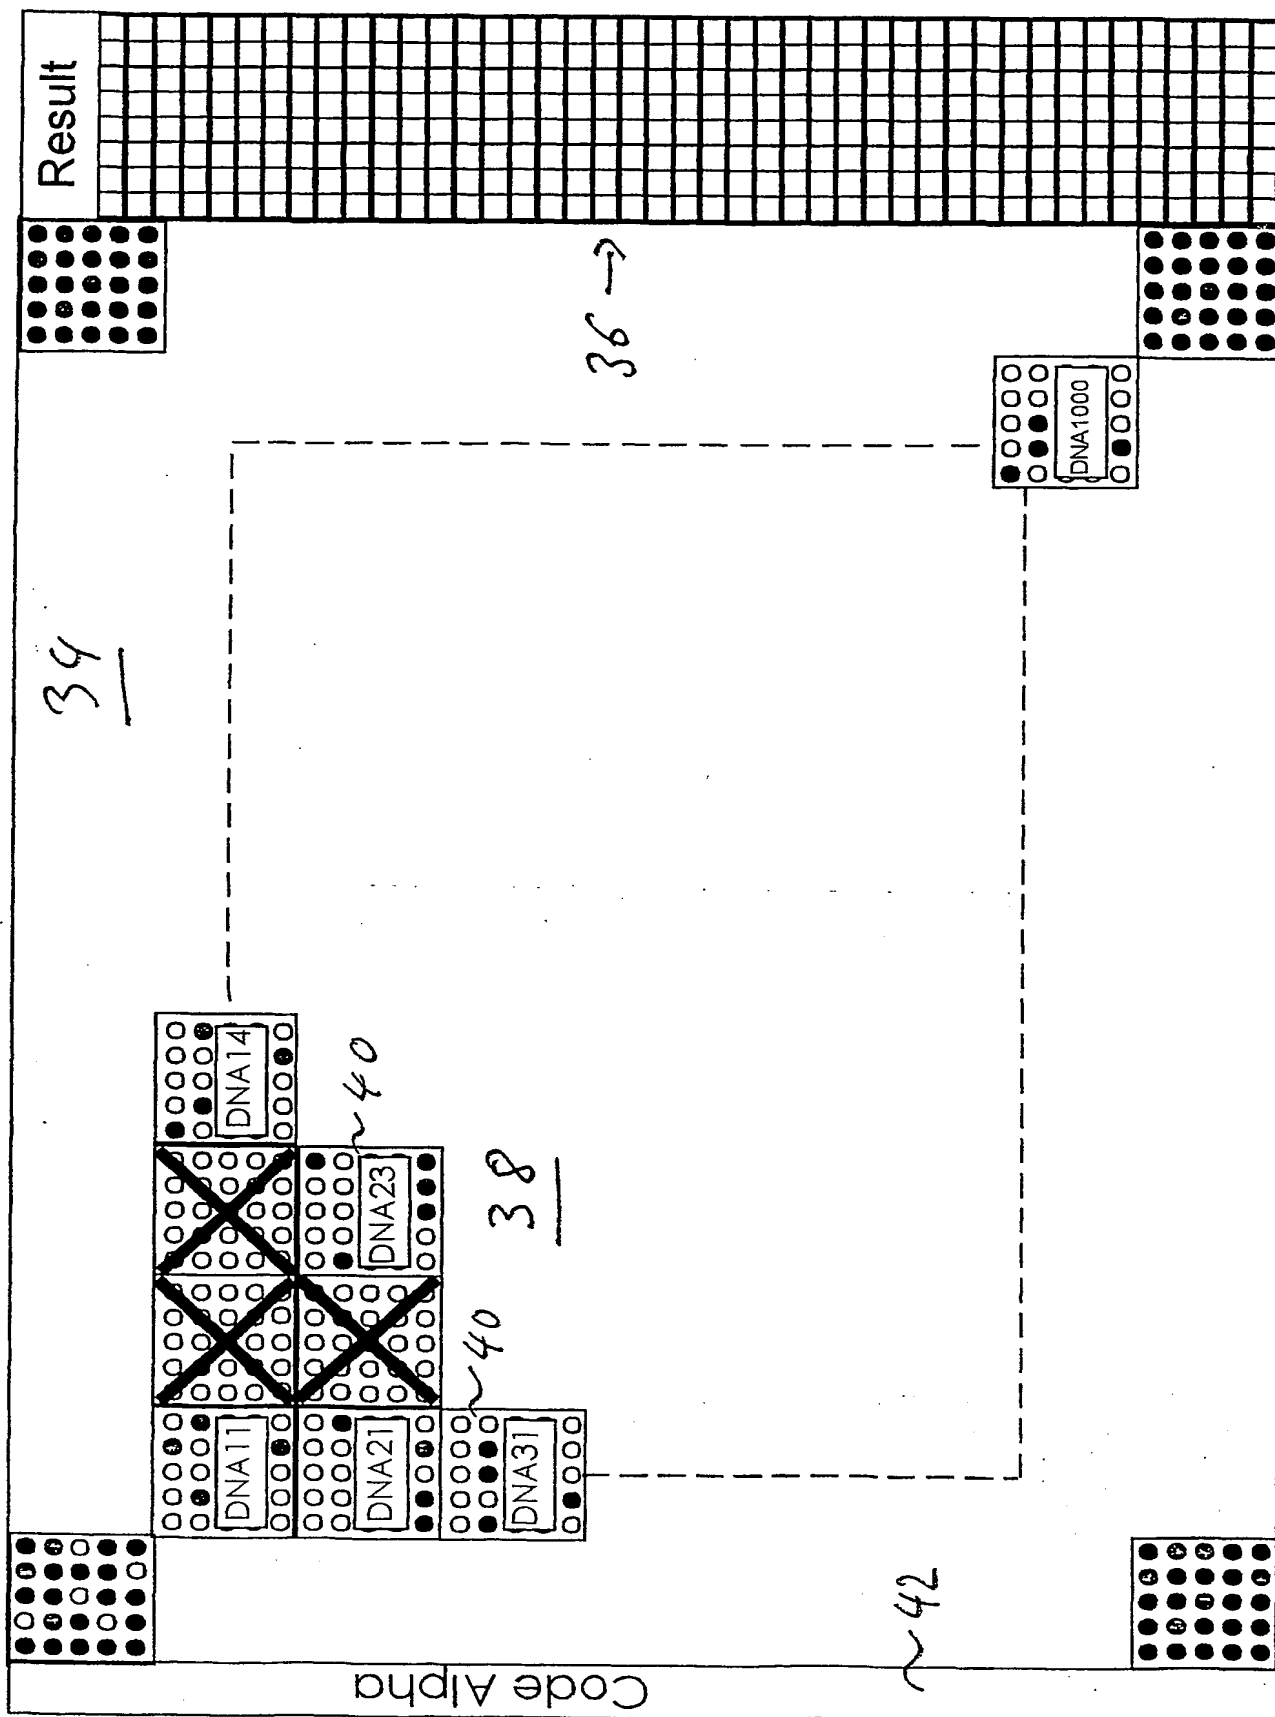 Code Alpha
Result
34
DNA11
DNA14
DNA21
DNA23
40
DNA31
40
38
36
DNA1000
42